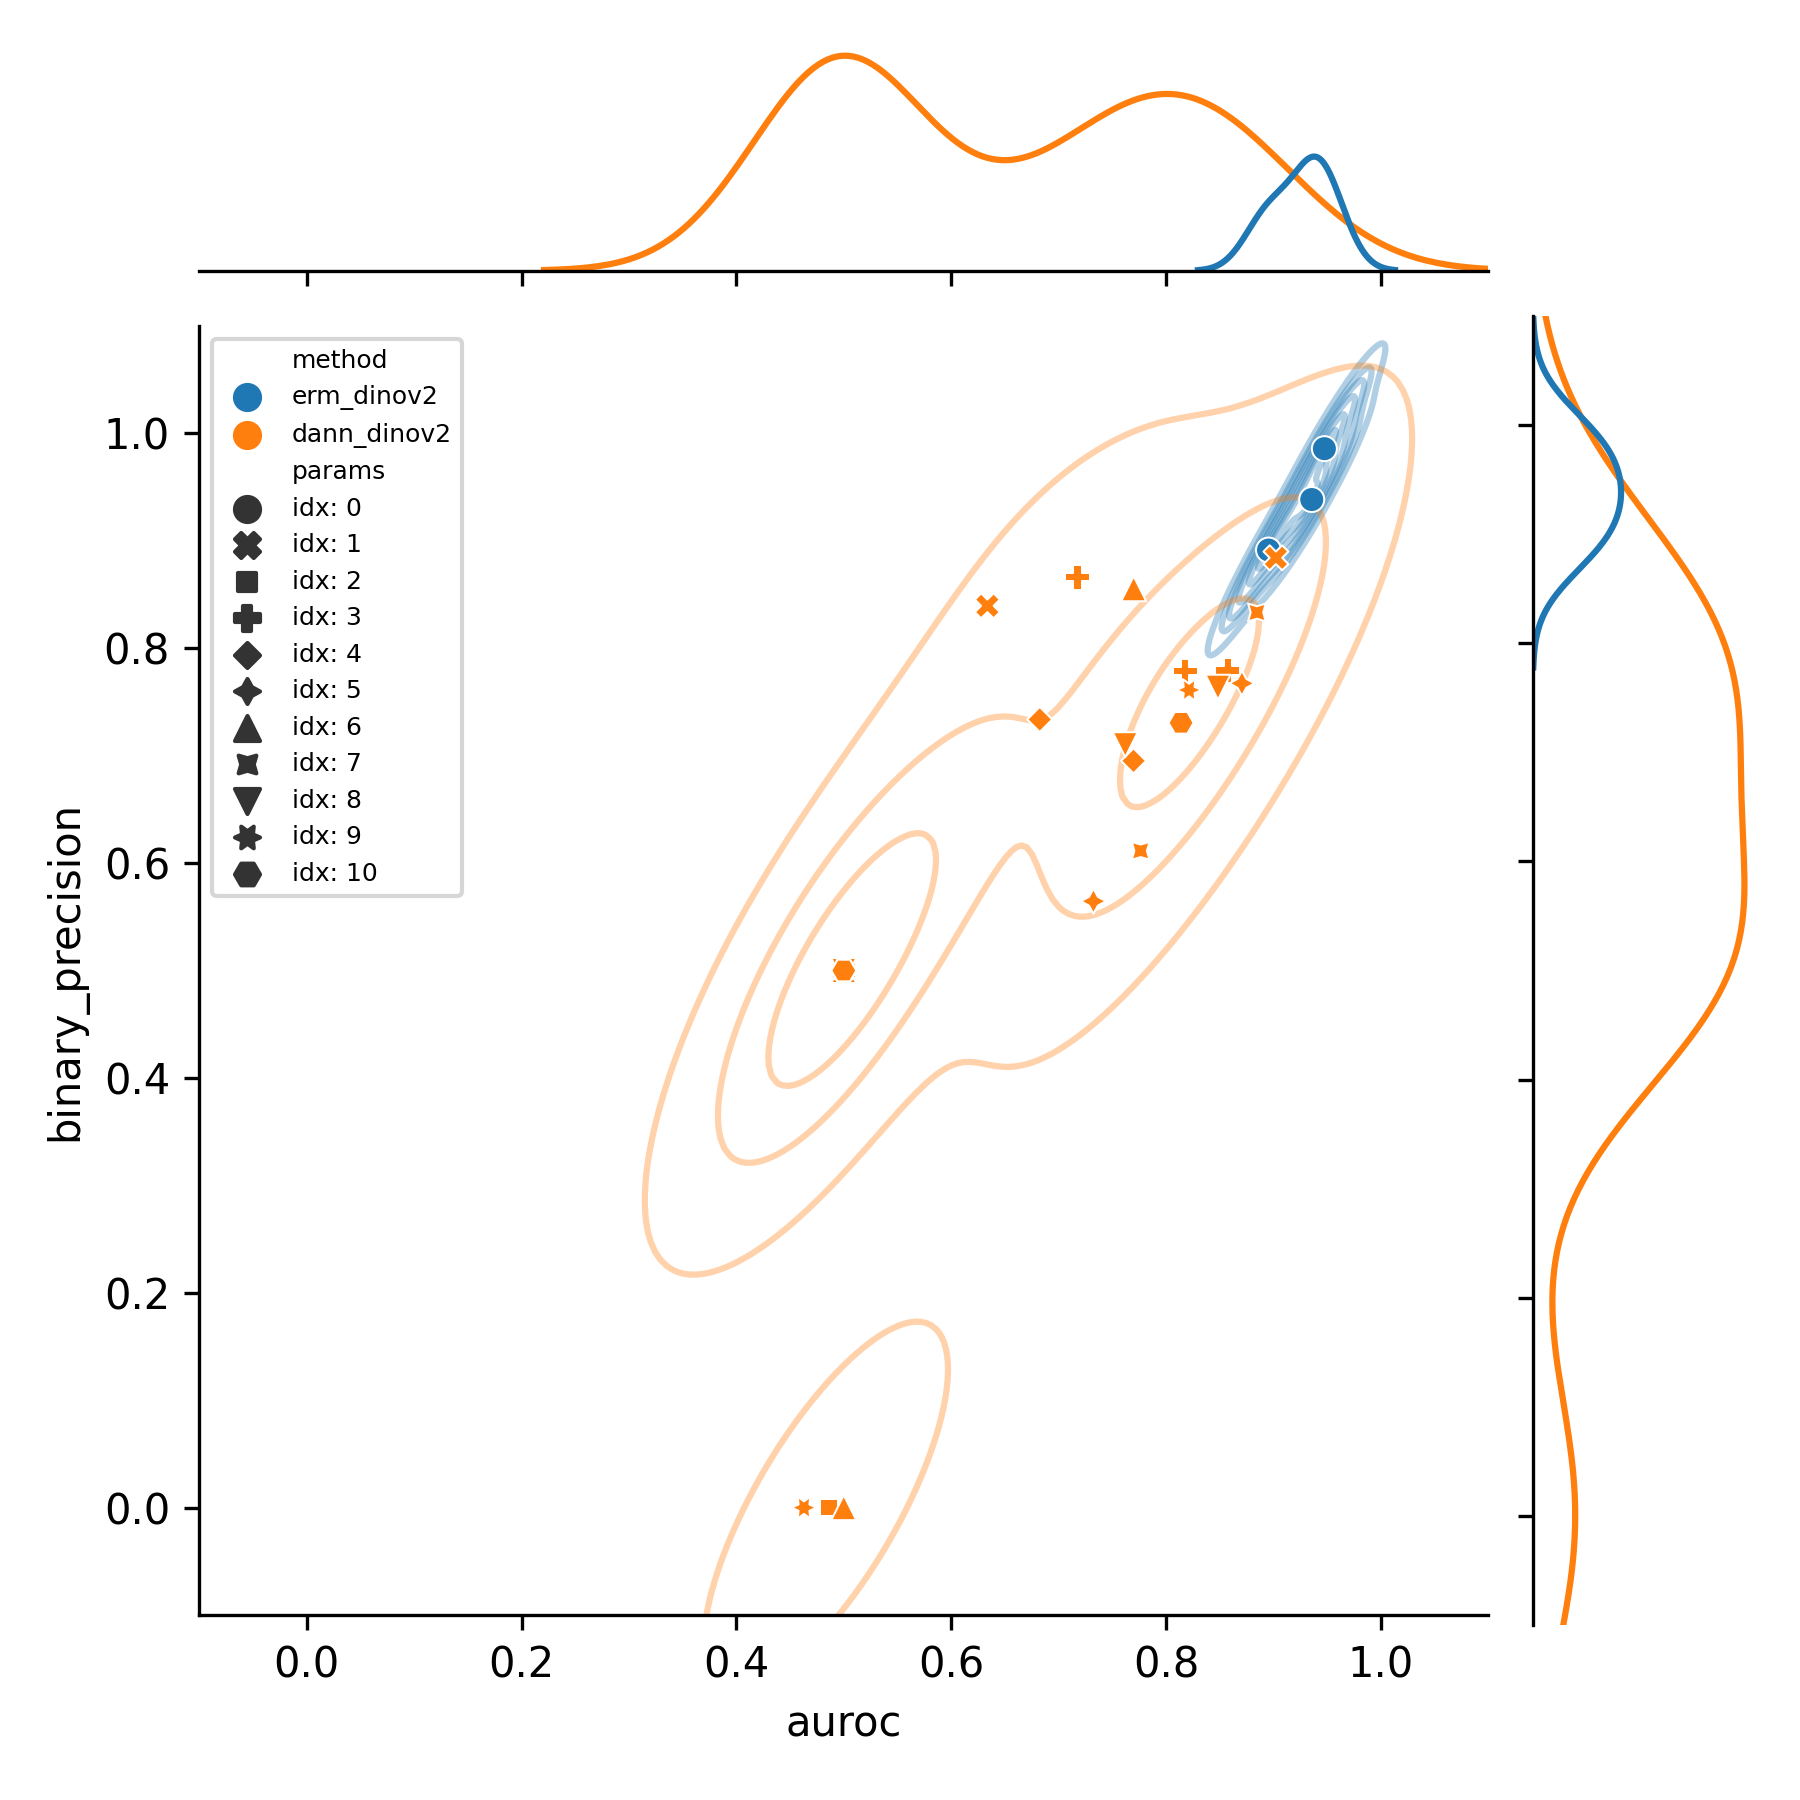 method
erm_dinov2
dann_dinov2
params
idx: 0
idx: 1
idx: 2
idx: 3
idx: 4
idx: 5
idx: 6
idx: 7
idx: 8
idx: 9
idx: 10
1.0
0.8
0.6
0.4
0.2
0.0
binary_precision
0.0 0.2 0.4 0.6 0.8 1.0
auroc